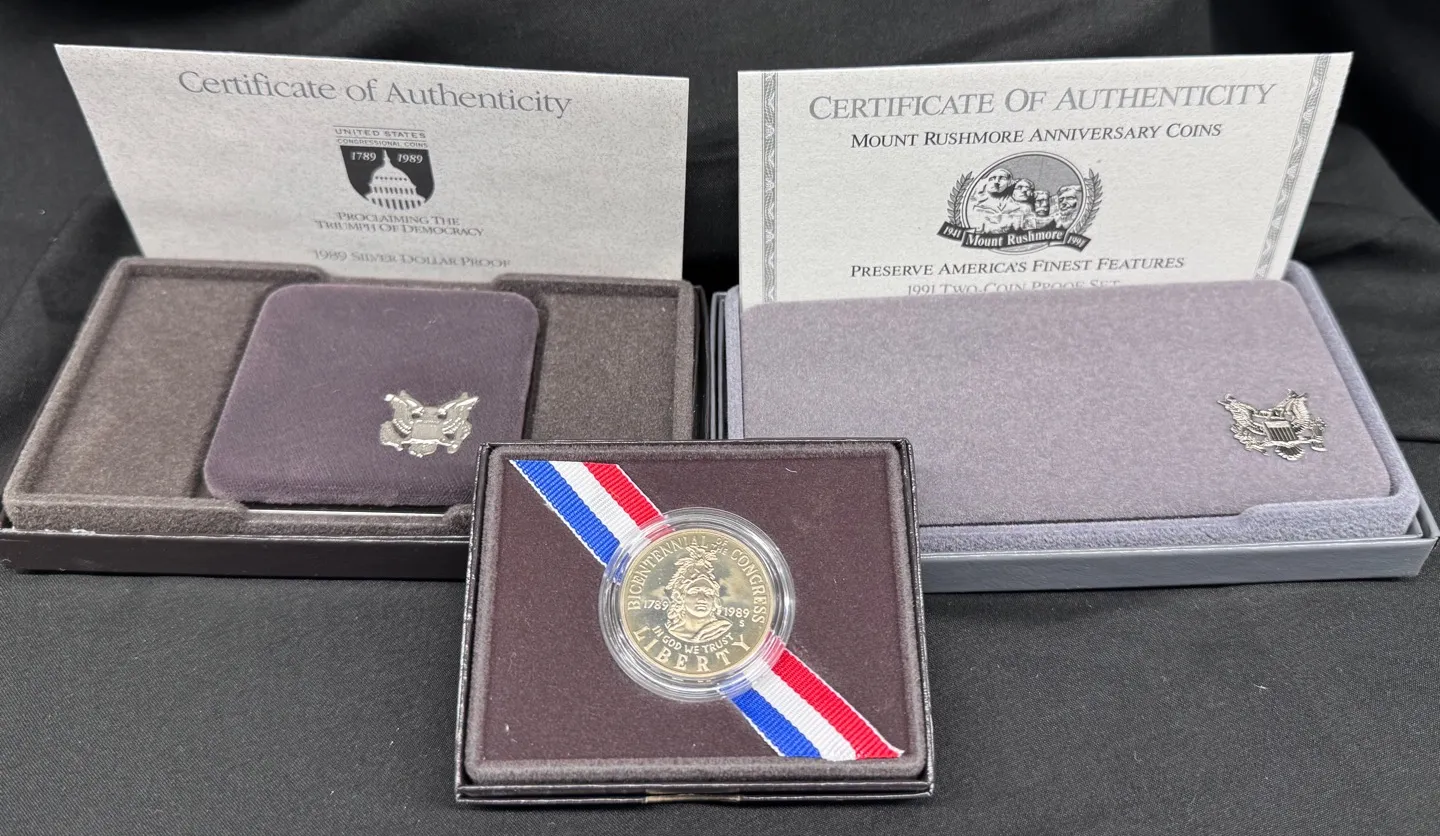 Certificate of Authenticity
UNITED STATES
CONGRESSIONAL COINS
1789 1989
PROCLAIMING THE
TRIUMPH OF DEMOCRACY
1989 SILVER DOLLAR PROOF
CERTIFICATE OF AUTHENTICITY
MOUNT RUSHMORE ANNIVERSARY COINS
1941 Mount Rushmore 1991
PRESERVE AMERICA'S FINEST FEATURES
1991 TWO-COIN PROOF SET
BICENTENNIAL OF THE CONGRESS
1789 1989
S
IN GOD WE TRUST
LIBERTY